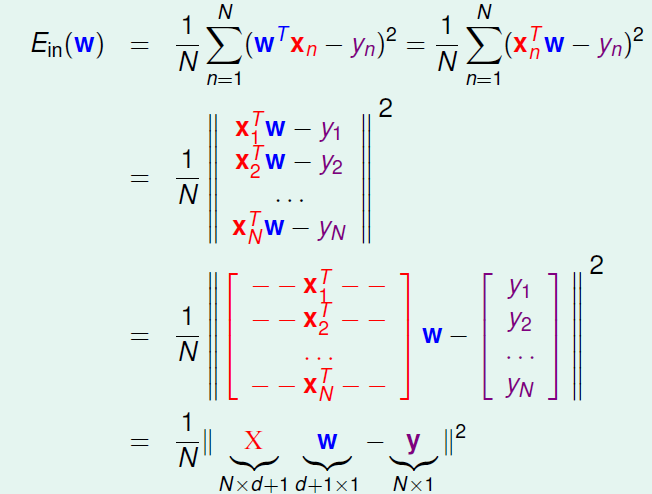 E_in(w) = 1/N ∑_{n=1}^{N} (w^T x_n − y_n)^2 = 1/N ∑_{n=1}^{N} (x_n^T w − y_n)^2
= 1/N ‖ x_1^T w − y_1
x_2^T w − y_2
...
x_N^T w − y_N ‖^2
= 1/N ‖ [ − − x_1^T − −
− − x_2^T − −
...
− − x_N^T − − ] w − [ y_1
y_2
...
y_N ] ‖^2
= 1/N ‖ X w − y ‖^2
N×d+1 d+1×1 N×1